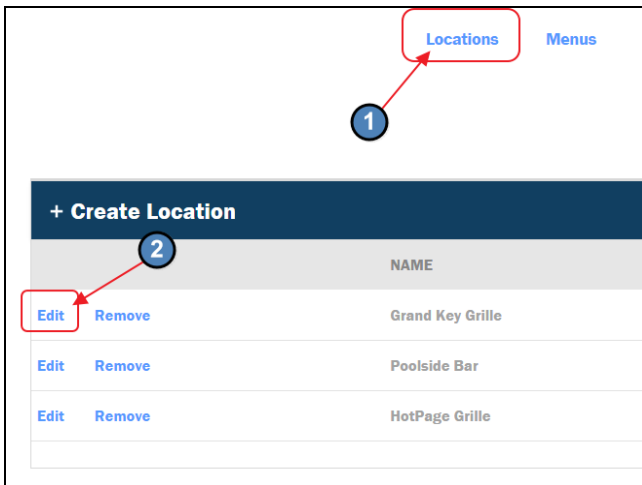 Locations Menus
1
+ Create Location
2
NAME
Edit Remove Grand Key Grille
Edit Remove Poolside Bar
Edit Remove HotPage Grille